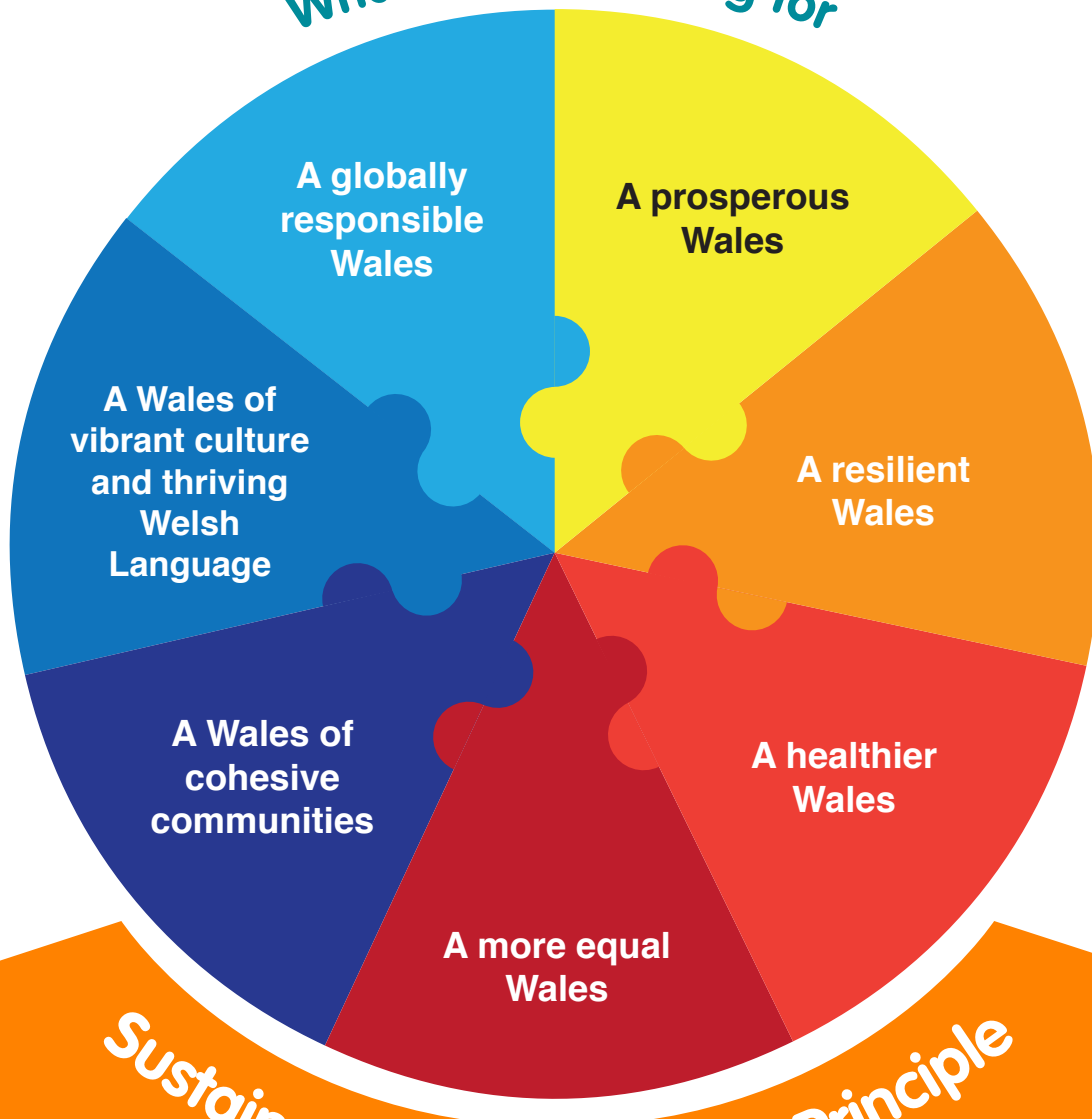 for
A globally
responsible
Wales
A prosperous
Wales
A resilient
Wales
A healthier
Wales
A more equal
Wales
A Wales of
cohesive
communities
A Wales of
vibrant culture
and thriving
Welsh
Language
Principle